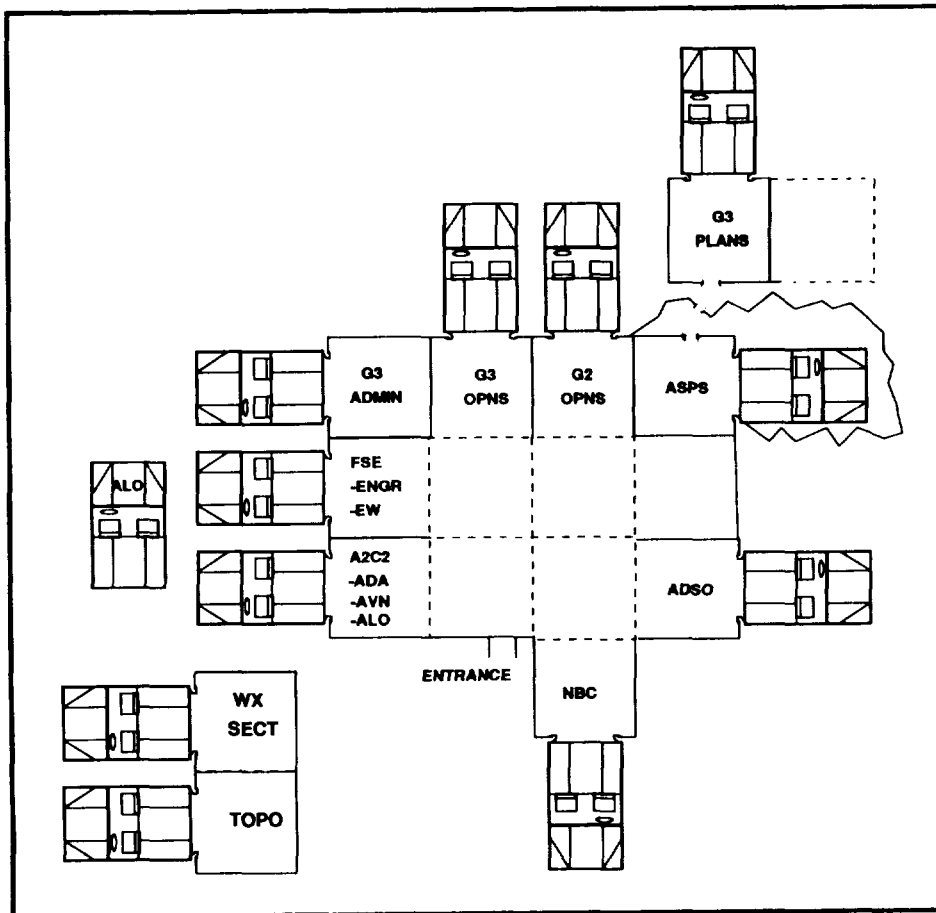 G3
PLANS
G3
ADMIN
G3
OPNS
G2
OPNS
ASPS
ALO
FSE
-ENGR
-EW
A2C2
-ADA
-AVN
-ALO
ADSO
ENTRANCE
NBC
WX
SECT
TOPO